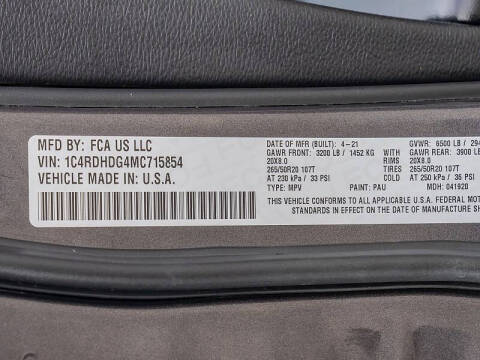 MFD BY: FCA US LLC
VIN: 1C4RDHDG4MC715854
VEHICLE MADE IN: U.S.A.
DATE OF MFR (BUILT): 4-21 GVWR: 6500 LB /
GAWR FRONT: 3200 LB / 1452 KG GAWR REAR: 3900 LB
20X8.0 RIMS 20X8.0
265/50R20 107T TIRES 265/50R20 107T
AT 230 kPa / 33 PSI COLD AT 250 kPa / 36 PSI
TYPE: MPV PAINT: PAU MDH: 041920
THIS VEHICLE CONFORMS TO ALL APPLICABLE U.S.A. FEDERAL
STANDARDS IN EFFECT ON THE DATE OF MANUFACTURE